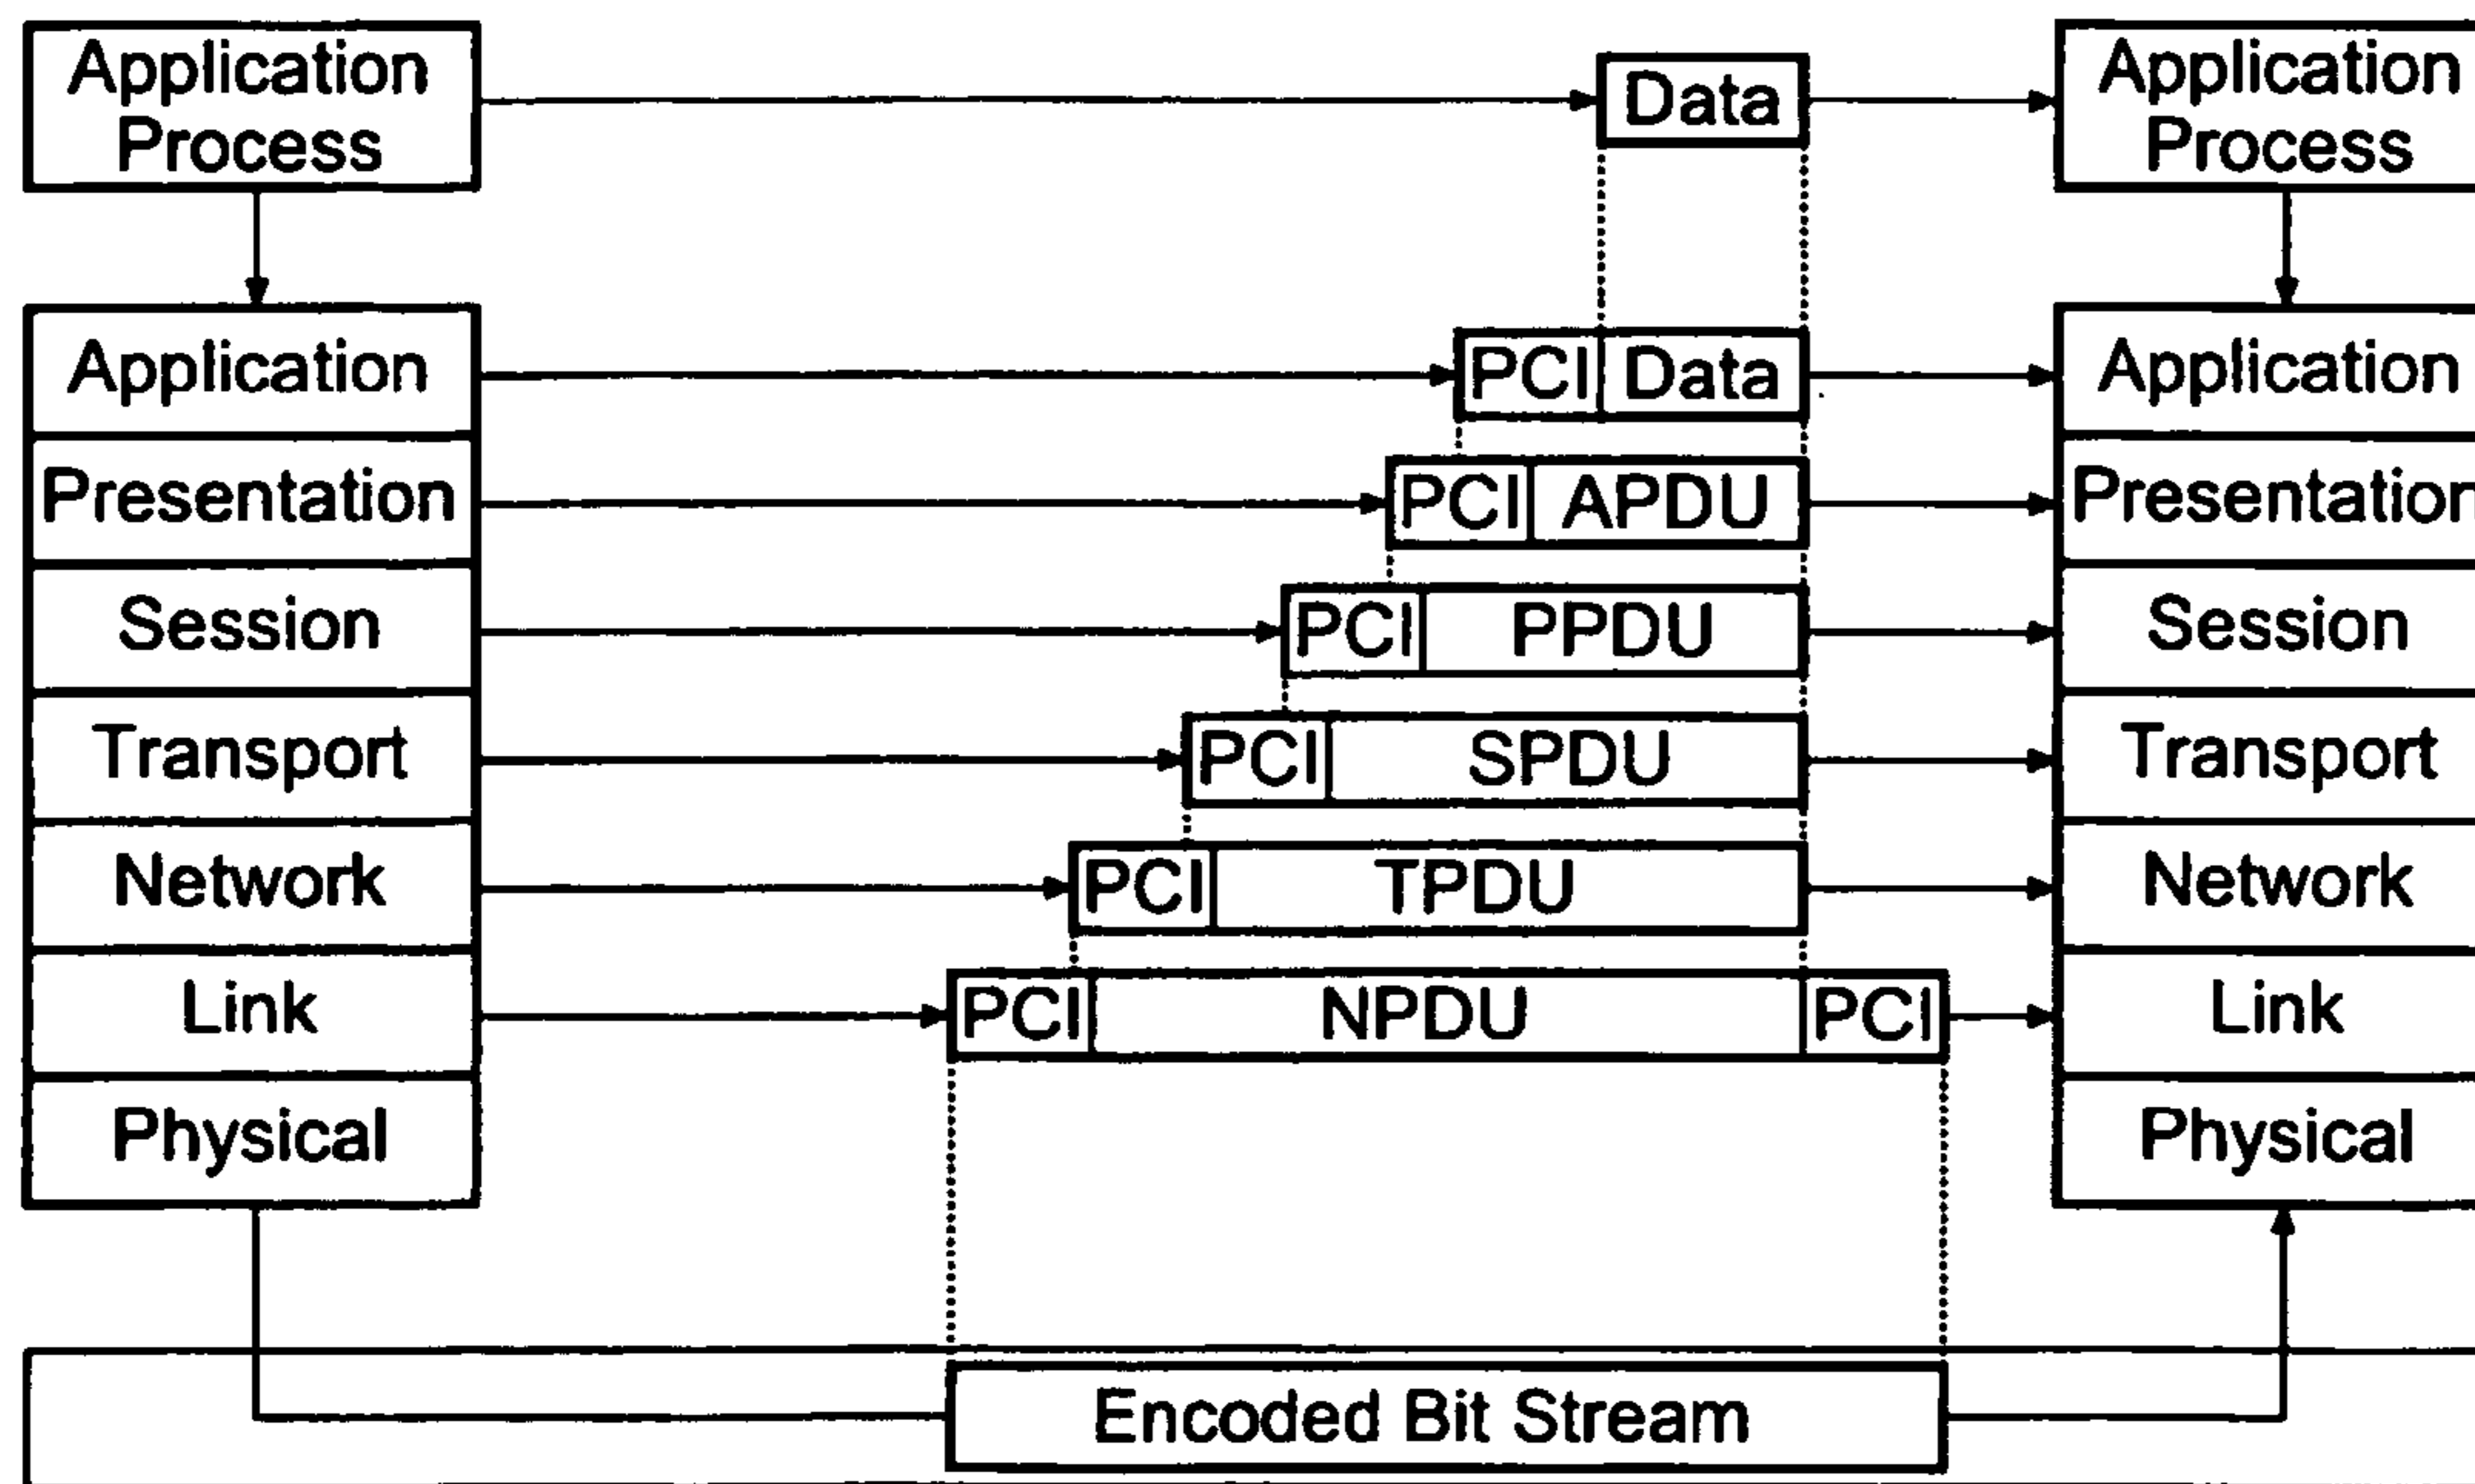 Application
Process
Data
Application
Process
Application
PCI Data
Application
Presentation
PCI APDU
Presentation
Session
PCI PPDU
Session
Transport
PCI SPDU
Transport
Network
PCI TPDU
Network
Link
PCI NPDU PCI
Link
Physical
Physical
Encoded Bit Stream